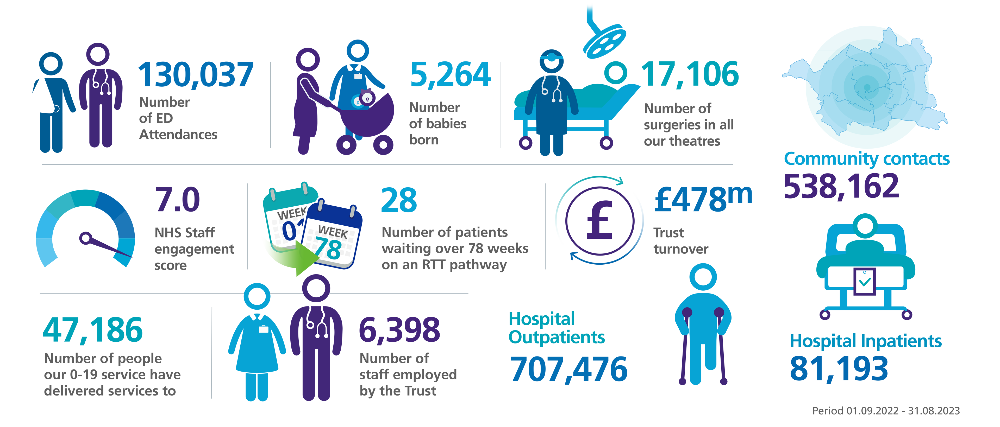 130,037
Number
of ED
Attendances
5,264
Number
of babies
born
17,106
Number of
surgeries in all
our theatres
Community contacts
538,162
7.0
NHS Staff
engagement
score
WEEK
01
WEEK
78
28
Number of patients
waiting over 78 weeks
on an RTT pathway
£
£478m
Trust
turnover
47,186
Number of people
our 0-19 service have
delivered services to
6,398
Number of
staff employed
by the Trust
Hospital
Outpatients
707,476
Hospital Inpatients
81,193
Period 01.09.2022 - 31.08.2023